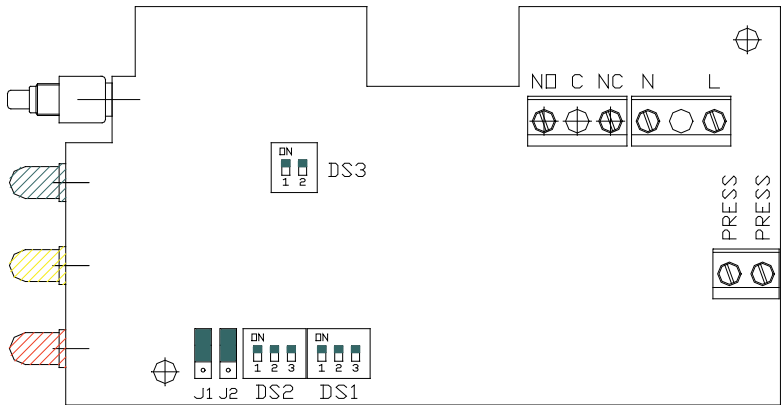 NO C NC N L
ON
1 2
DS3
PRESS
PRESS
ON
1 2 3
ON
1 2 3
J1 J2 DS2 DS1